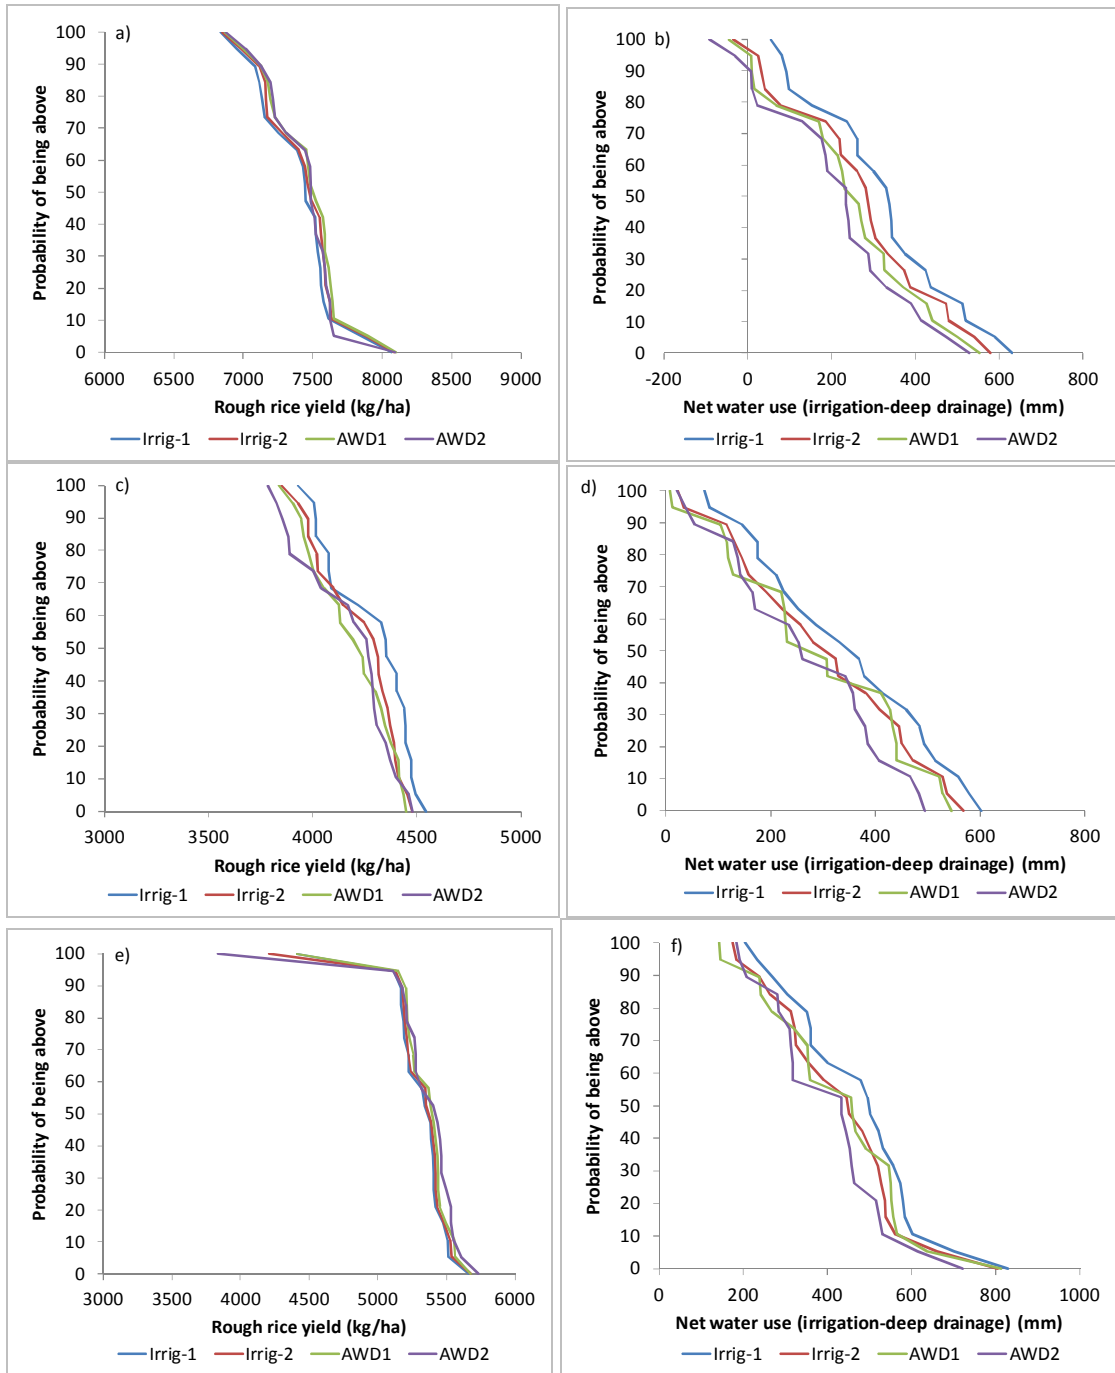 a)
Probability of being above
100
90
80
70
60
50
40
30
20
10
0
6000 6500 7000 7500 8000 8500 9000
Rough rice yield (kg/ha)
Irrig-1 Irrig-2 AWD1 AWD2
b)
Probability of being above
100
90
80
70
60
50
40
30
20
10
0
-200 0 200 400 600 800
Net water use (irrigation-deep drainage) (mm)
Irrig-1 Irrig-2 AWD1 AWD2
c)
Probability of being above
100
90
80
70
60
50
40
30
20
10
0
3000 3500 4000 4500 5000
Rough rice yield (kg/ha)
Irrig-1 Irrig-2 AWD1 AWD2
d)
Probability of being above
100
90
80
70
60
50
40
30
20
10
0
0 200 400 600 800
Net water use (irrigation-deep drainage) (mm)
Irrig-1 Irrig-2 AWD1 AWD2
e)
Probability of being above
100
90
80
70
60
50
40
30
20
10
0
3000 3500 4000 4500 5000 5500 6000
Rough rice yield (kg/ha)
Irrig-1 Irrig-2 AWD1 AWD2
f)
Probability of being above
100
90
80
70
60
50
40
30
20
10
0
0 200 400 600 800 1000
Net water use (irrigation-deep drainage) (mm)
Irrig-1 Irrig-2 AWD1 AWD2